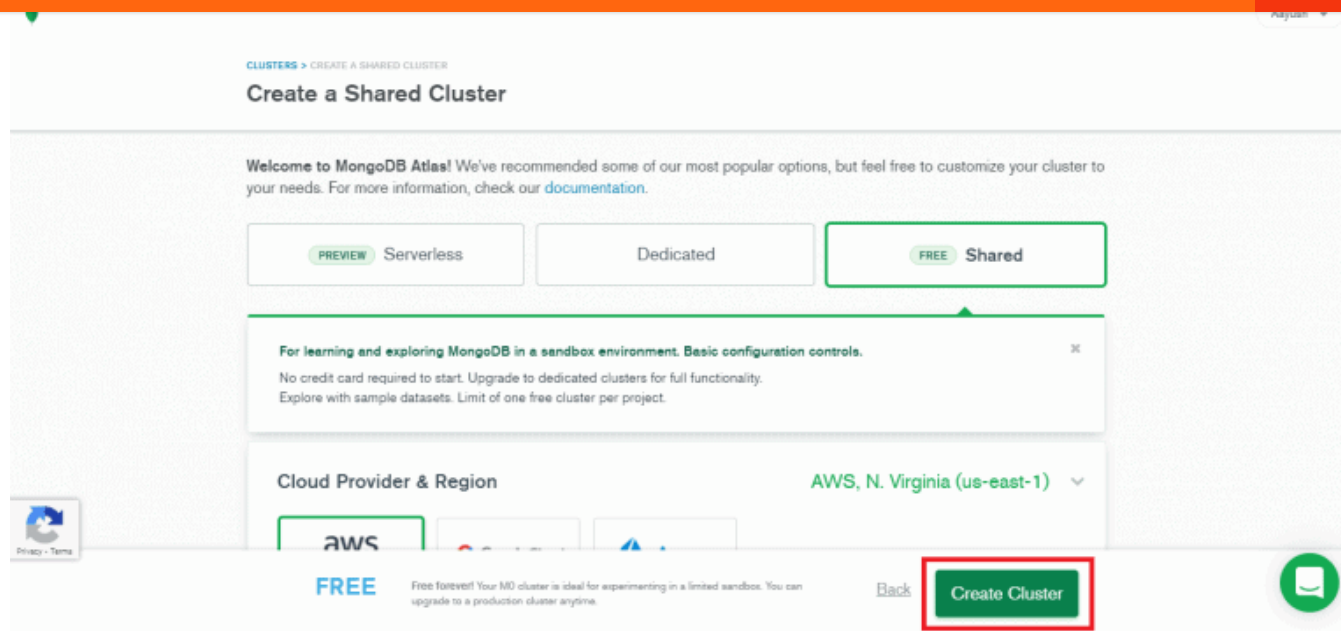 Aayush
CLUSTERS > CREATE A SHARED CLUSTER
Create a Shared Cluster
Welcome to MongoDB Atlas! We've recommended some of our most popular options, but feel free to customize your cluster to
your needs. For more information, check our documentation.
PREVIEW Serverless
Dedicated
FREE Shared
For learning and exploring MongoDB in a sandbox environment. Basic configuration controls.
No credit card required to start. Upgrade to dedicated clusters for full functionality.
Explore with sample datasets. Limit of one free cluster per project.
Cloud Provider & Region
AWS, N. Virginia (us-east-1)
aws
Privacy - Terms
FREE
Free forever! Your M0 cluster is ideal for experimenting in a limited sandbox. You can
upgrade to a production cluster anytime.
Back
Create Cluster